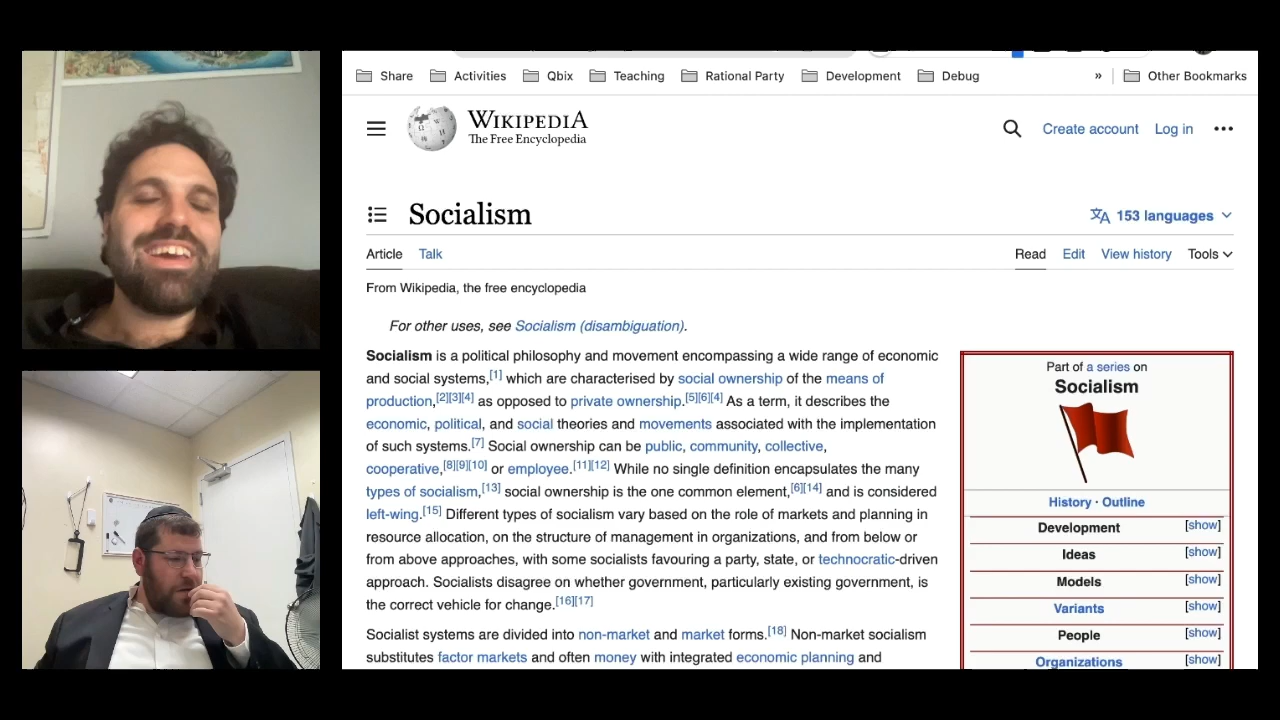 Share Activities Qbix Teaching Rational Party Development Debug » Other Bookmarks
WIKIPEDIA
The Free Encyclopedia
Create account Log in •••
Socialism
153 languages
Article Talk
Read Edit View history Tools
From Wikipedia, the free encyclopedia
For other uses, see Socialism (disambiguation).
Socialism is a political philosophy and movement encompassing a wide range of economic
and social systems,[1] which are characterised by social ownership of the means of
production,[2][3][4] as opposed to private ownership.[5][6][4] As a term, it describes the
economic, political, and social theories and movements associated with the implementation
of such systems.[7] Social ownership can be public, community, collective,
cooperative,[8][9][10] or employee.[11][12] While no single definition encapsulates the many
types of socialism,[13] social ownership is the one common element,[6][14] and is considered
left-wing.[15] Different types of socialism vary based on the role of markets and planning in
resource allocation, on the structure of management in organizations, and from below or
from above approaches, with some socialists favouring a party, state, or technocratic-driven
approach. Socialists disagree on whether government, particularly existing government, is
the correct vehicle for change.[16][17]
Socialist systems are divided into non-market and market forms.[18] Non-market socialism
substitutes factor markets and often money with integrated economic planning and
Part of a series on
Socialism
History · Outline
Development [show]
Ideas [show]
Models [show]
Variants [show]
People [show]
Organizations [show]